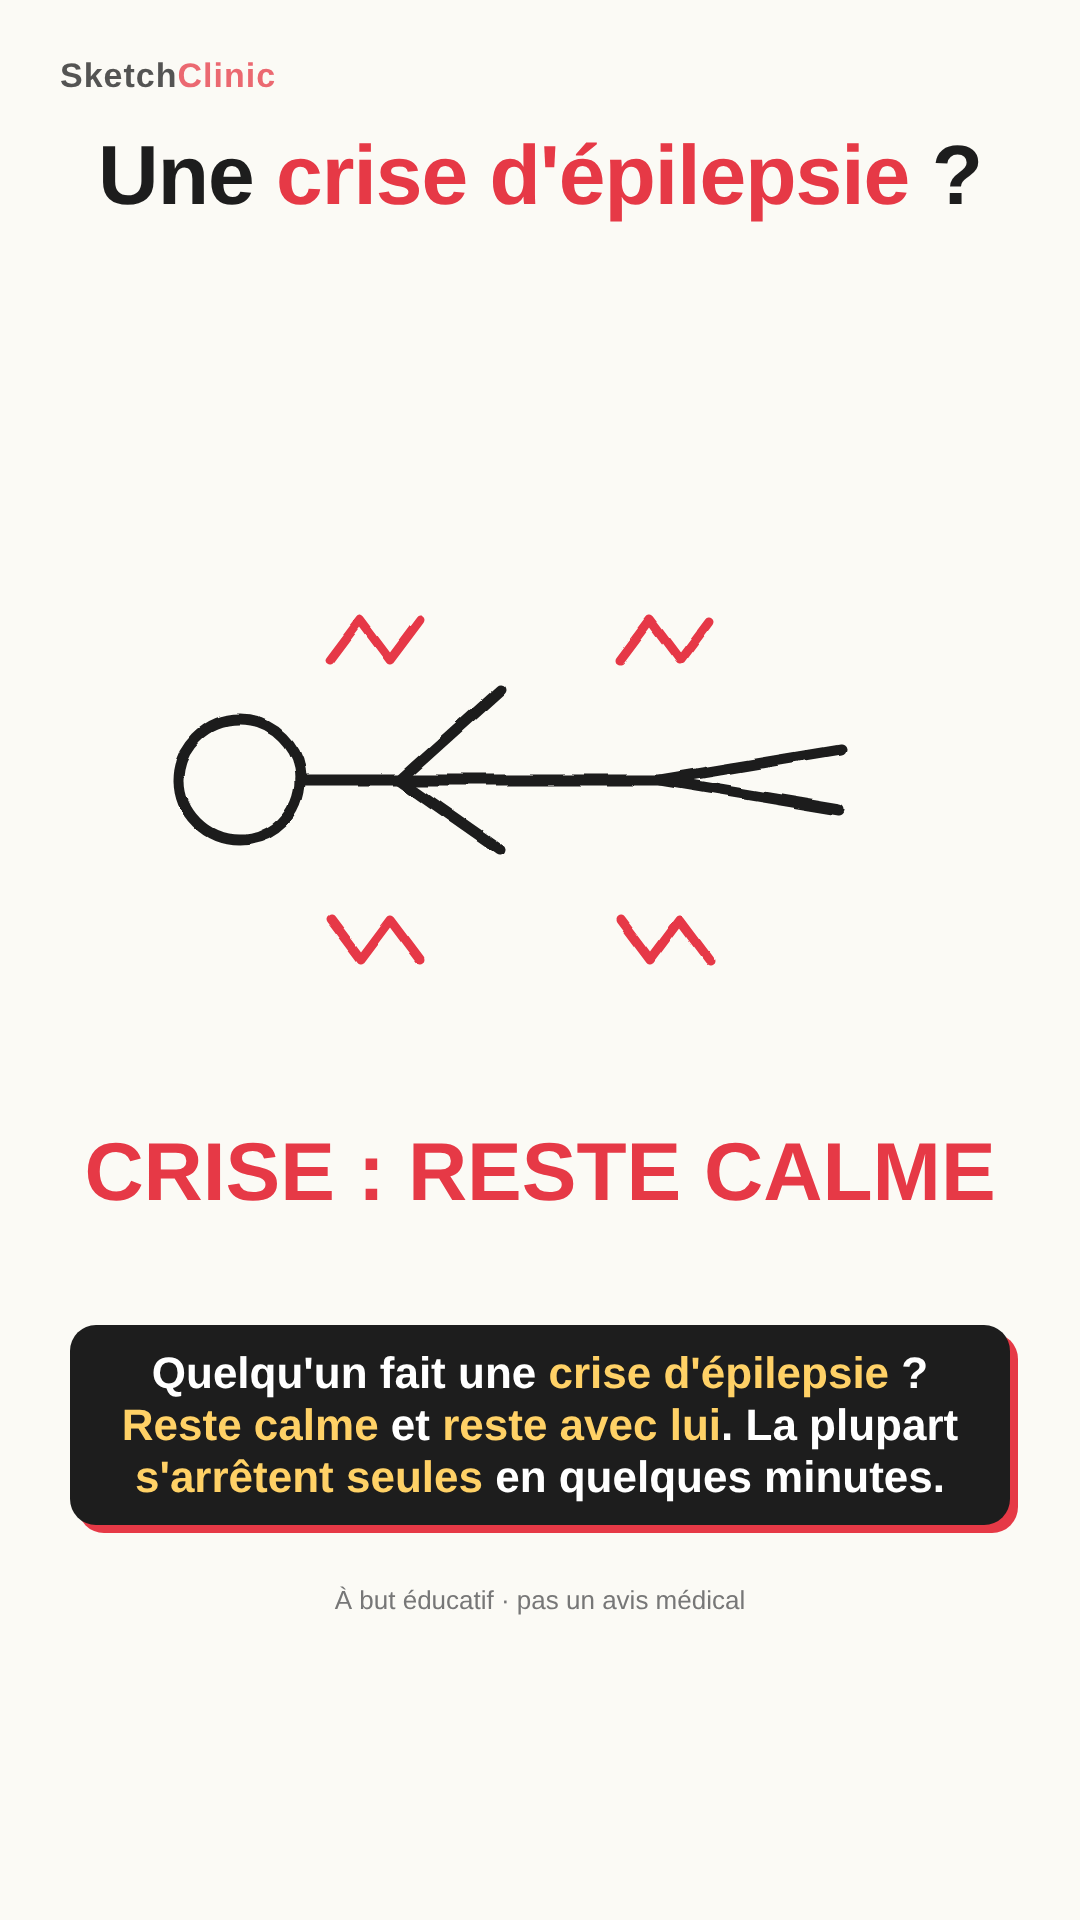 SketchClinic
Une crise d'épilepsie ?
CRISE : RESTE CALME
Quelqu'un fait une crise d'épilepsie ?
Reste calme et reste avec lui. La plupart
s'arrêtent seules en quelques minutes.
À but éducatif · pas un avis médical